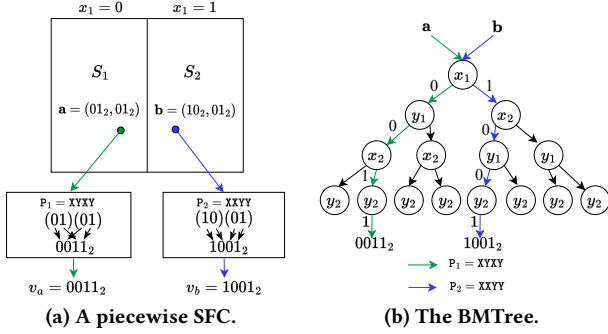 x₁ = 0 x₁ = 1
S₁ S₂
a = (01₂, 01₂) b = (10₂, 01₂)
P₁ = XYXY P₂ = XXYY
(01)(01) (10)(01)
0011₂ 1001₂
vₐ = 0011₂ v_b = 1001₂
(a) A piecewise SFC.
a b
x₁
0 1
y₁ x₂
0 0
x₂ x₂ y₁ y₁
1 0
y₂ y₂ y₂ y₂ y₂ y₂ y₂ y₂
1 1
0011₂ 1001₂
P₁ = XYXY
P₂ = XXYY
(b) The BMTree.